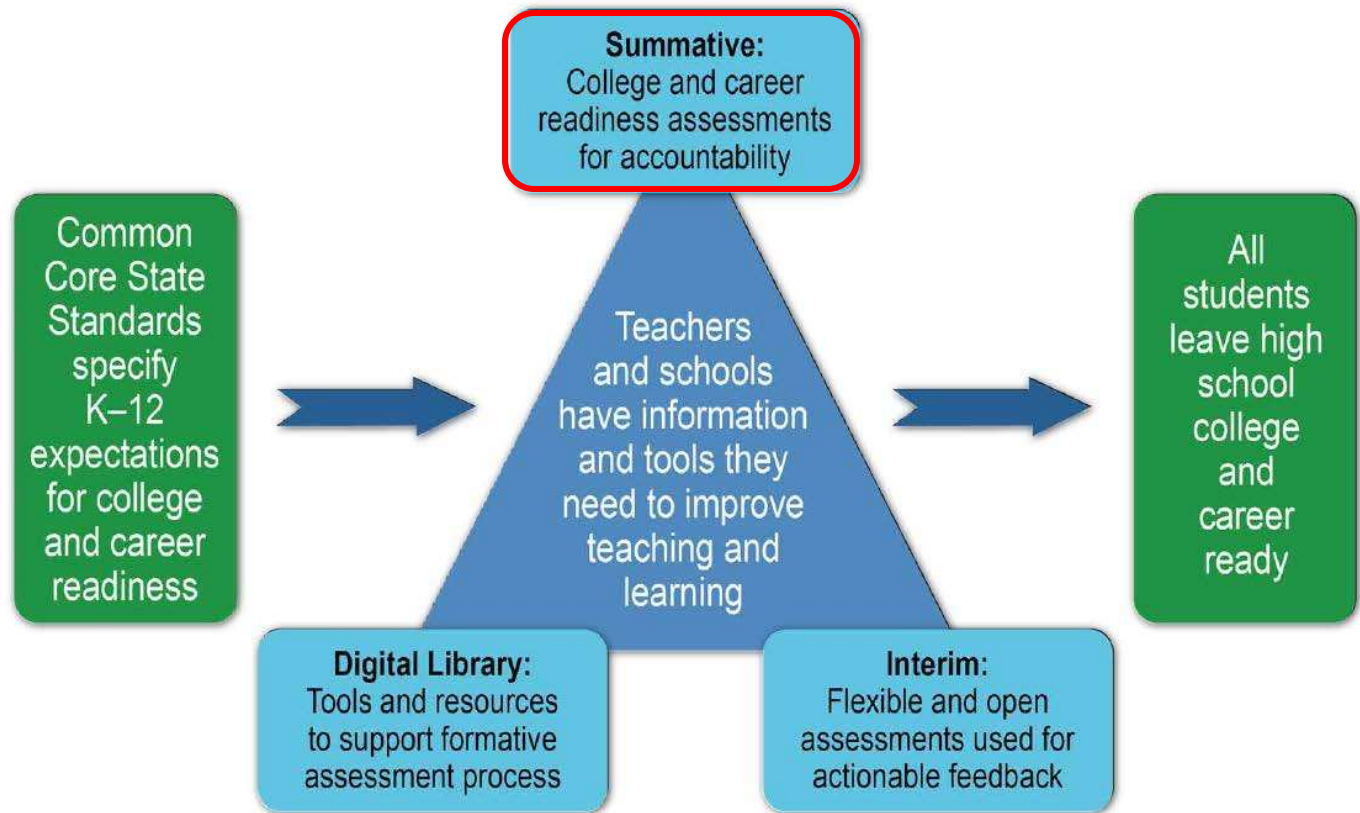 Summative:
College and career
readiness assessments
for accountability
Common
Core State
Standards
specify
K–12
expectations
for college
and career
readiness
Teachers
and schools
have information
and tools they
need to improve
teaching and
learning
All
students
leave high
school
college
and
career
ready
Digital Library:
Tools and resources
to support formative
assessment process
Interim:
Flexible and open
assessments used for
actionable feedback